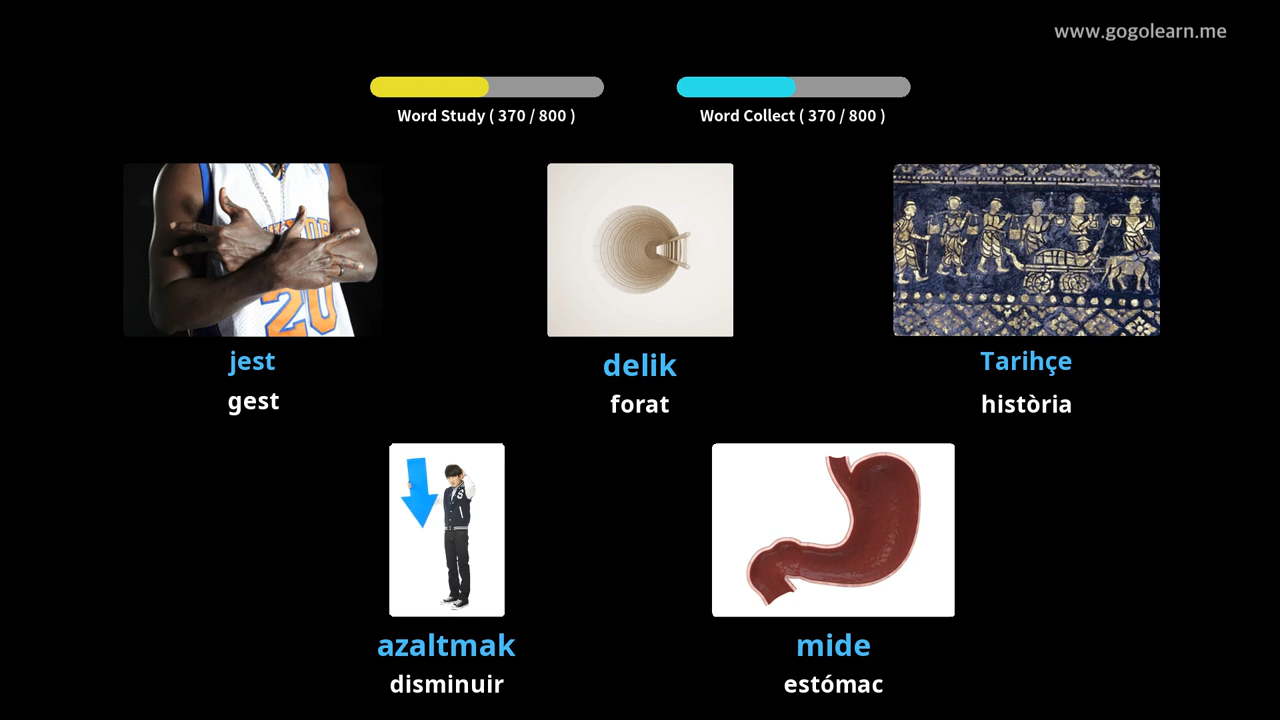 www.gogolearn.me
Word Study ( 370 / 800 )
Word Collect ( 370 / 800 )
20
jest
gest
delik
forat
Tarihçe
història
S
azaltmak
disminuir
mide
estómac